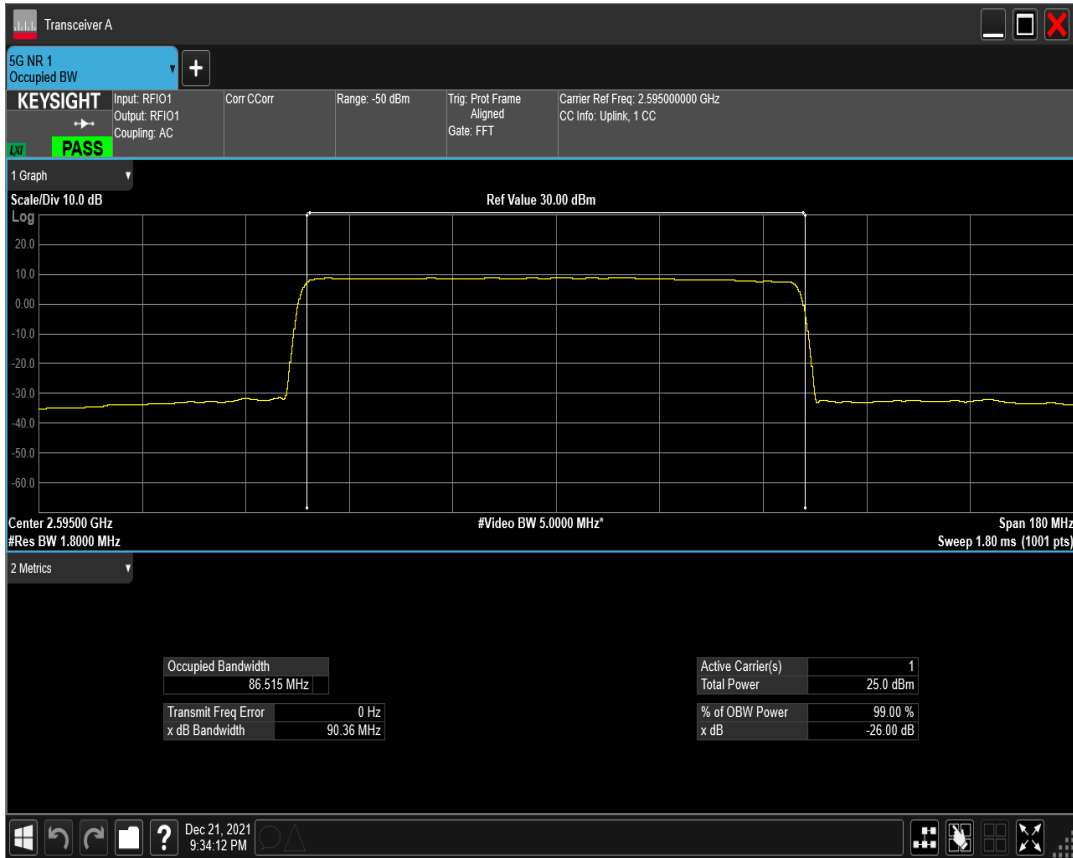 Transceiver A
5G NR 1
Occupied BW
KEYSIGHT
Input: RFIO1
Output: RFIO1
Coupling: AC
Corr CCorr
Range: -50 dBm
Trig: Prot Frame
Aligned
Gate: FFT
Carrier Ref Freq: 2.595000000 GHz
CC Info: Uplink, 1 CC
LXI
PASS
1 Graph
Scale/Div 10.0 dB
Ref Value 30.00 dBm
Log
20.0
10.0
0.00
-10.0
-20.0
-30.0
-40.0
-50.0
-60.0
Center 2.59500 GHz
#Video BW 5.0000 MHz*
Span 180 MHz
#Res BW 1.8000 MHz
Sweep 1.80 ms (1001 pts)
2 Metrics
Occupied Bandwidth
86.515 MHz
Transmit Freq Error 0 Hz
x dB Bandwidth 90.36 MHz
Active Carrier(s) 1
Total Power 25.0 dBm
% of OBW Power 99.00 %
x dB -26.00 dB
?
Dec 21, 2021
9:34:12 PM